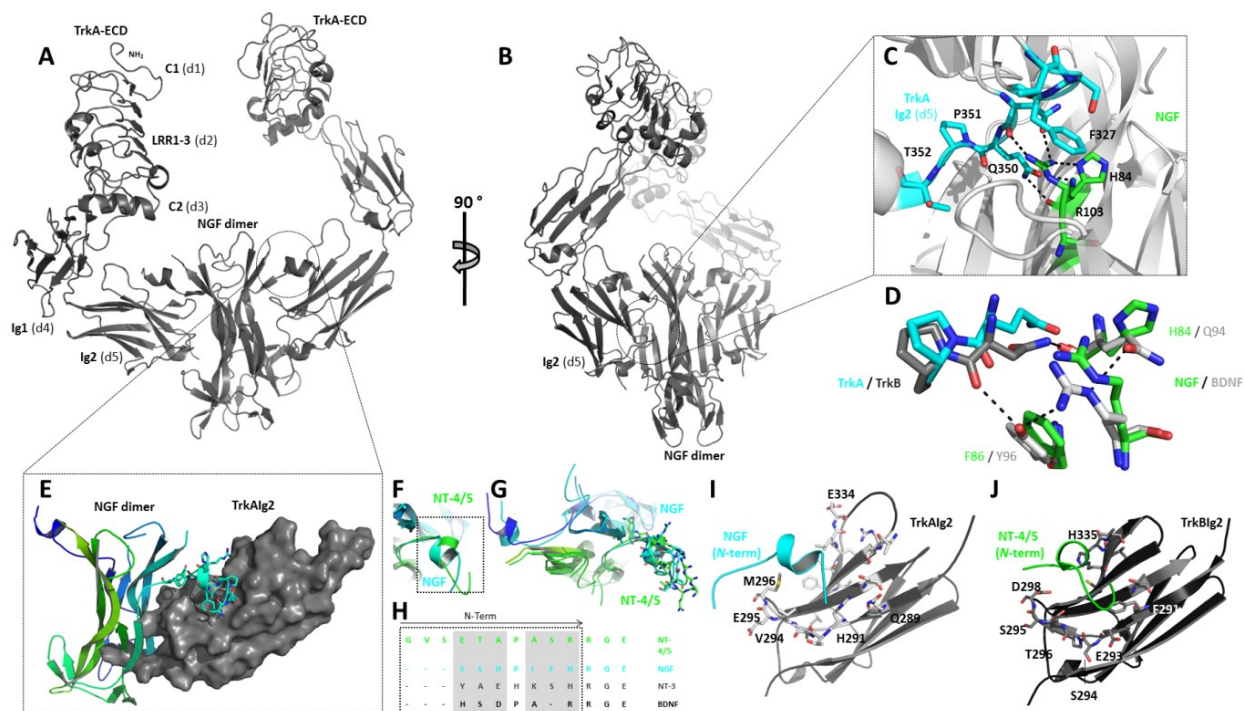 TrkA-ECD
TrkA-ECD
A
NH₂
C1 (d1)
LRR1-3 (d2)
C2 (d3)
NGF dimer
Ig1 (d4)
Ig2 (d5)
90 °
B
Ig2 (d5)
NGF dimer
C
TrkA
Ig2 (d5)
P351
T352
Q350
NGF
F327
H84
R103
D
H84 / Q94
TrkA / TrkB
NGF / BDNF
F86 / Y96
E
NGF dimer
TrkAIg2
F
NT-4/5
NGF
G
NGF
NT-4/5
H
N-Term
G V S E T A P A S R R G E NT-4/5
- - - S S H P I F H R G E NGF
- - - Y A E H K S H R G E NT-3
- - - H S D P A - R R G E BDNF
I
E334
TrkAIg2
NGF
(N-term)
M296
E295
V294
H291
Q289
J
TrkBIg2
H335
NT-4/5
(N-term)
D298
F291
S295
T296
E293
S294